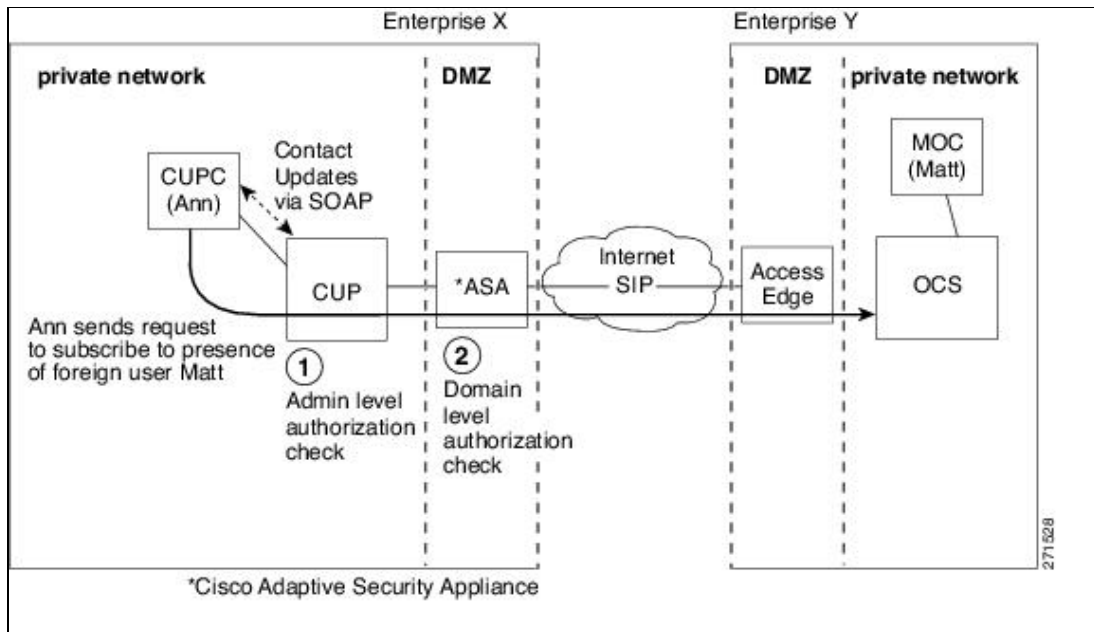 Enterprise X
Enterprise Y
private network
DMZ
DMZ
private network
CUPC
(Ann)
Contact
Updates
via SOAP
CUP
*ASA
Internet
SIP
Access
Edge
MOC
(Matt)
OCS
Ann sends request
to subscribe to presence
of foreign user Matt
1
Admin level
authorization
check
2
Domain
level
authorization
check
271528
*Cisco Adaptive Security Appliance